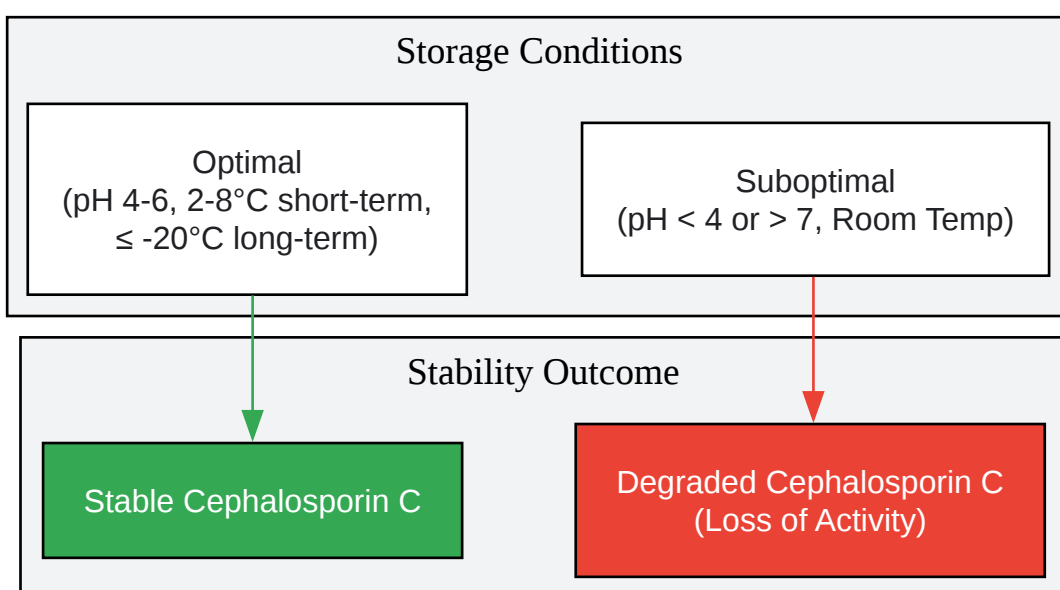 Storage Conditions
Optimal
(pH 4-6, 2-8°C short-term,
≤ -20°C long-term)
Suboptimal
(pH < 4 or > 7, Room Temp)
Stability Outcome
Stable Cephalosporin C
Degraded Cephalosporin C
(Loss of Activity)